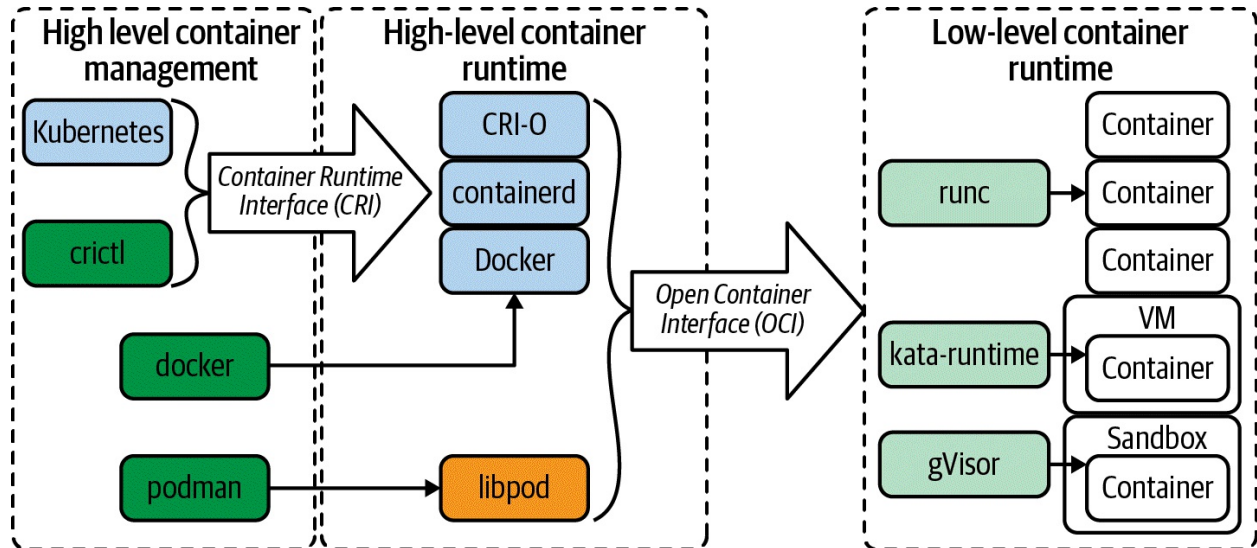 High level container
management
Kubernetes
crictl
docker
podman
Container Runtime
Interface (CRI)
High-level container
runtime
CRI-O
containerd
Docker
libpod
Open Container
Interface (OCI)
Low-level container
runtime
runc
Container
Container
Container
kata-runtime
VM
Container
gVisor
Sandbox
Container